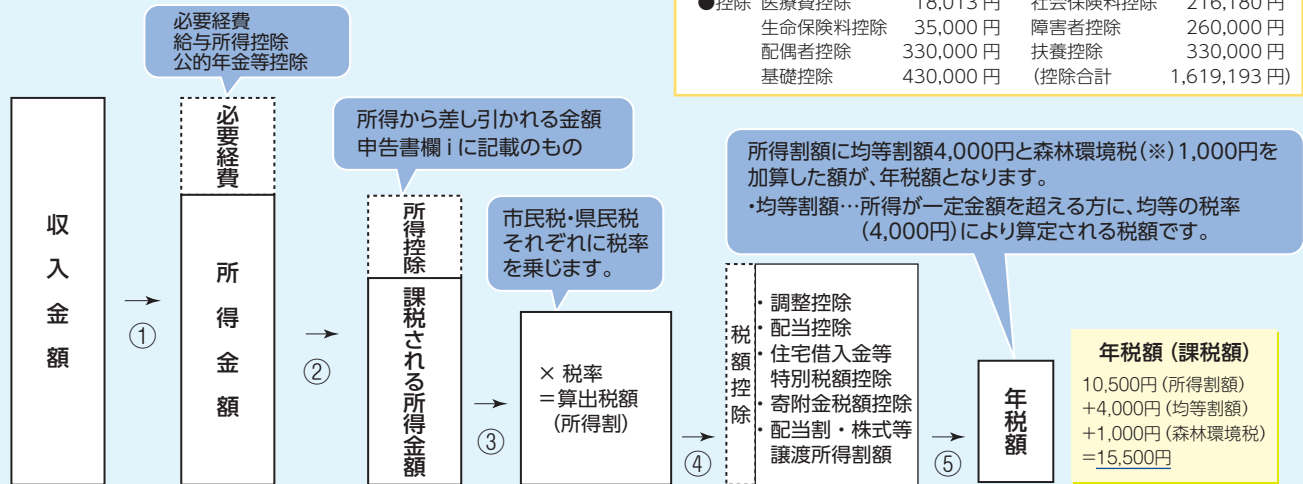 ●控除 医療費控除 18,013円 社会保険料控除 216,180円
生命保険料控除 35,000円 障害者控除 260,000円
配偶者控除 330,000円 扶養控除 330,000円
基礎控除 430,000円 (控除合計 1,619,193円)
必要経費
給与所得控除
公的年金等控除
収入金額
①
必要経費
所得金額
②
所得から差し引かれる金額
申告書欄 i に記載のもの
所得控除
課税される所得金額
③
市民税・県民税
それぞれに税率
を乗じます。
× 税率
=算出税額
(所得割)
④
税額控除
・調整控除
・配当控除
・住宅借入金等
特別税額控除
・寄附金税額控除
・配当割・株式等
譲渡所得割額
⑤
所得割額に均等割額4,000円と森林環境税(※)1,000円を
加算した額が、年税額となります。
・均等割額…所得が一定金額を超える方に、均等の税率
(4,000円)により算定される税額です。
年税額
年税額 (課税額)
10,500円 (所得割額)
+4,000円 (均等割額)
+1,000円 (森林環境税)
=15,500円